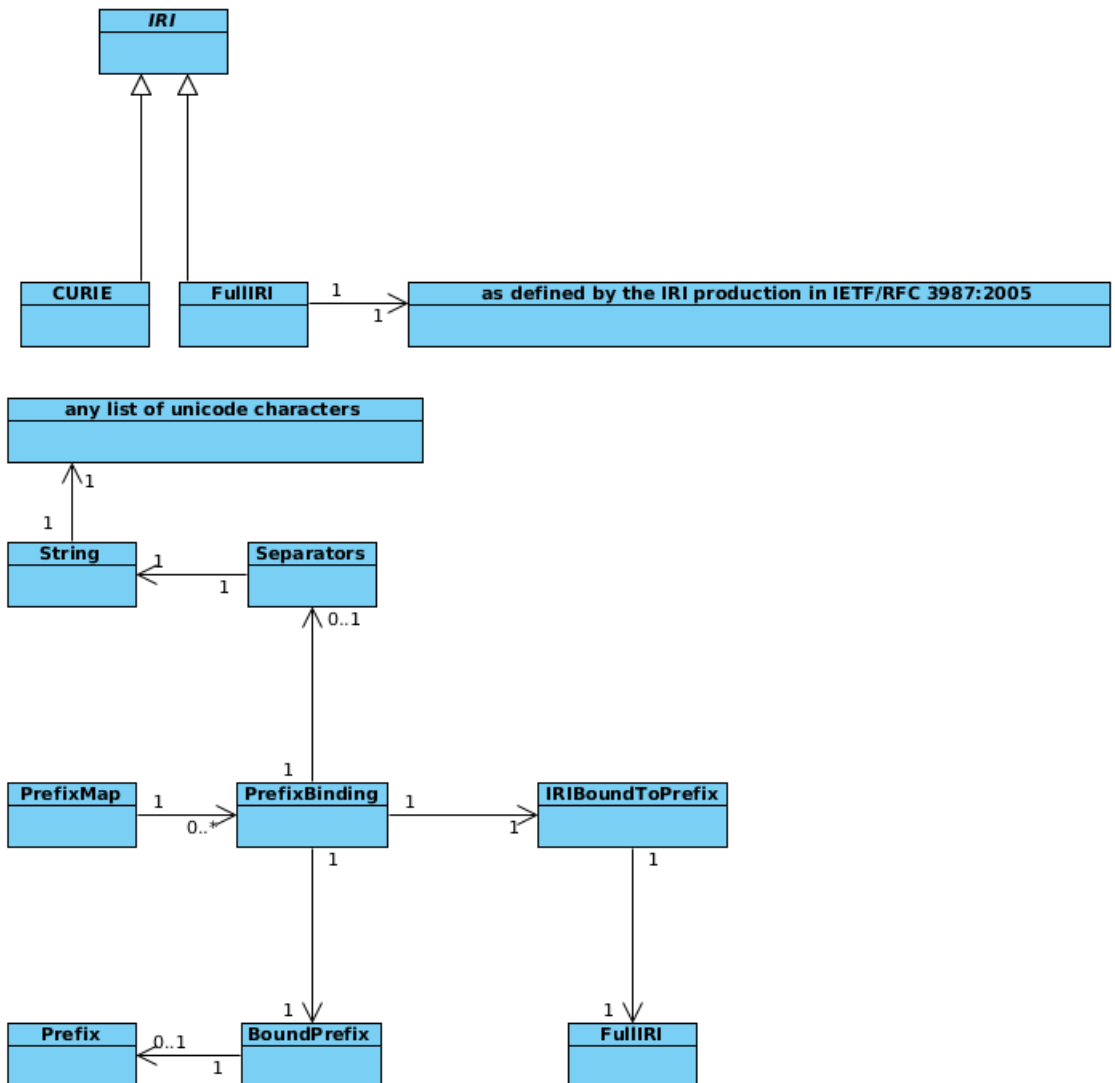 IRI
CURIE
FullIRI
1
1
as defined by the IRI production in IETF/RFC 3987:2005
any list of unicode characters
1
1
String
1
1
Separators
0..1
1
PrefixMap
1
0..*
PrefixBinding
1
1
IRIBoundToPrefix
1
1
1
1
Prefix
0..1
1
BoundPrefix
FullIRI